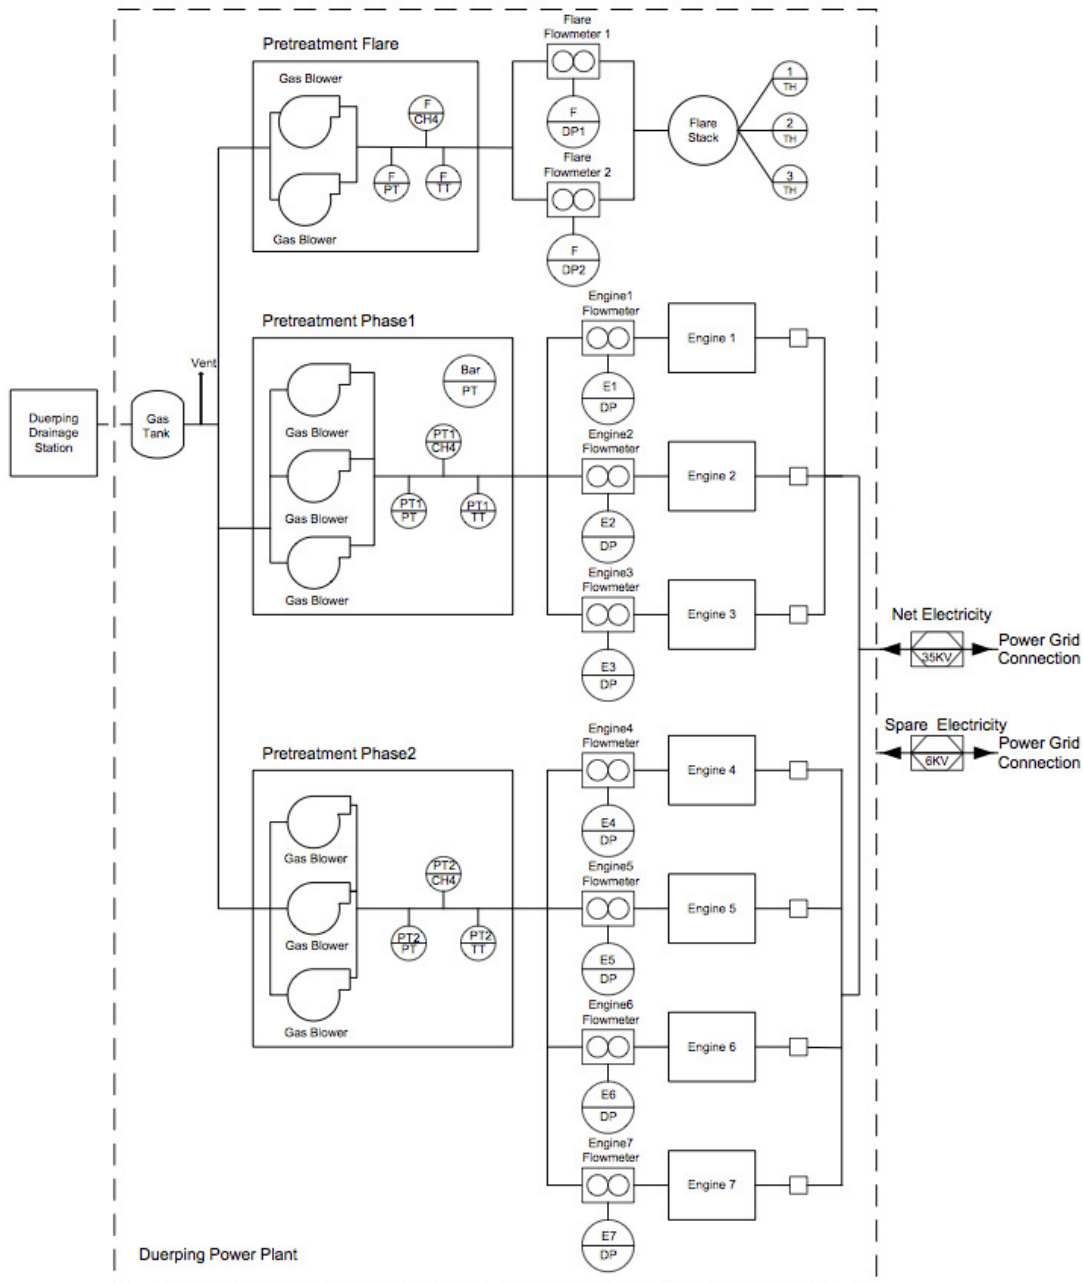 Flare
Flowmeter 1
Pretreatment Flare
Gas Blower
F
CH4
F
DP1
F
PT
F
TT
Gas Blower
Flare
Stack
1
TH
2
TH
3
TH
Flare
Flowmeter 2
F
DP2
Vent
Duerping
Drainage
Station
Gas
Tank
Pretreatment Phase1
Gas Blower
Bar
PT
PT1
CH4
Gas Blower
PT1
PT
PT1
TT
Gas Blower
Engine1
Flowmeter
Engine 1
E1
DP
Engine2
Flowmeter
Engine 2
E2
DP
Engine3
Flowmeter
Engine 3
E3
DP
Net Electricity
35KV
Power Grid
Connection
Spare Electricity
6KV
Power Grid
Connection
Pretreatment Phase2
Gas Blower
PT2
CH4
Gas Blower
PT2
PT
PT2
TT
Gas Blower
Engine4
Flowmeter
Engine 4
E4
DP
Engine5
Flowmeter
Engine 5
E5
DP
Engine6
Flowmeter
Engine 6
E6
DP
Engine7
Flowmeter
Engine 7
E7
DP
Duerping Power Plant